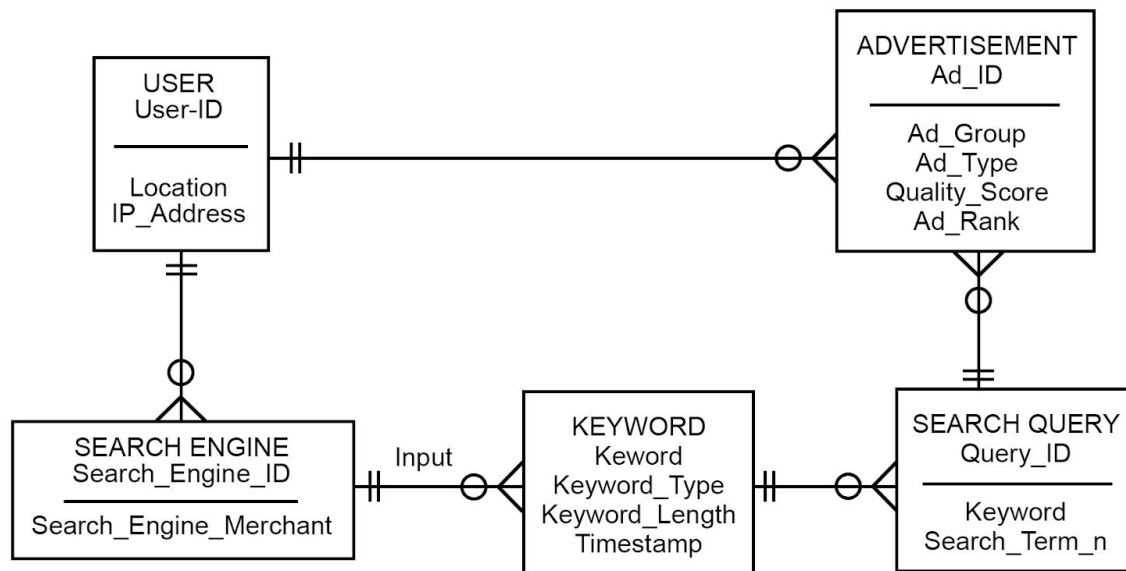 USER
User-ID
Location
IP_Address
ADVERTISEMENT
Ad_ID
Ad_Group
Ad_Type
Quality_Score
Ad_Rank
SEARCH ENGINE
Search_Engine_ID
Search_Engine_Merchant
Input
KEYWORD
Keword
Keyword_Type
Keyword_Length
Timestamp
SEARCH QUERY
Query_ID
Keyword
Search_Term_n